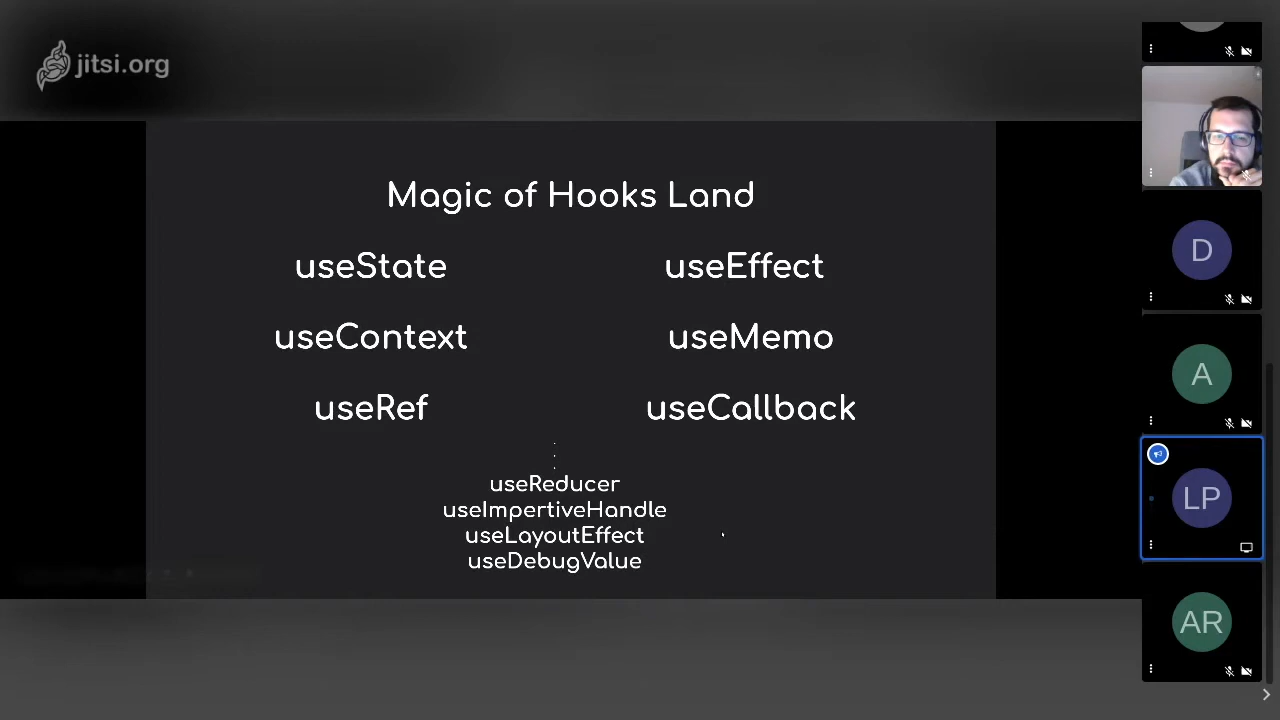 jitsi.org
Magic of Hooks Land
useState useEffect
useContext useMemo
useRef useCallback
useReducer
useImpertiveHandle
useLayoutEffect
useDebugValue
D
A
LP
AR